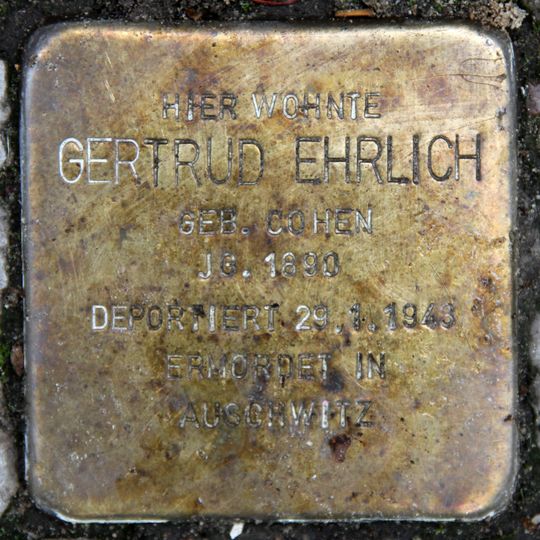 HIER WOHNTE
GERTRUD EHRLICH
GEB. COHEN
JG. 1890
DEPORTIERT 29.1.1943
ERMORDET IN
AUSCHWITZ